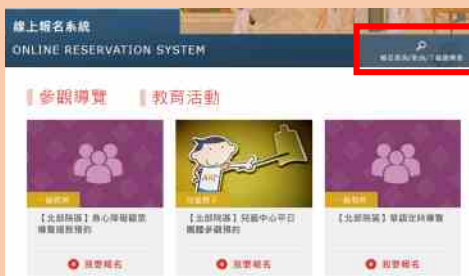 線上報名系統
ONLINE RESERVATION SYSTEM
參觀導覽
教育活動
【北部院區】身心障礙觀眾
導覽服務預約
【北部院區】兒藝中心平日
團體參觀預約
【北部院區】華語定時導覽
我要報名
我要報名
我要報名